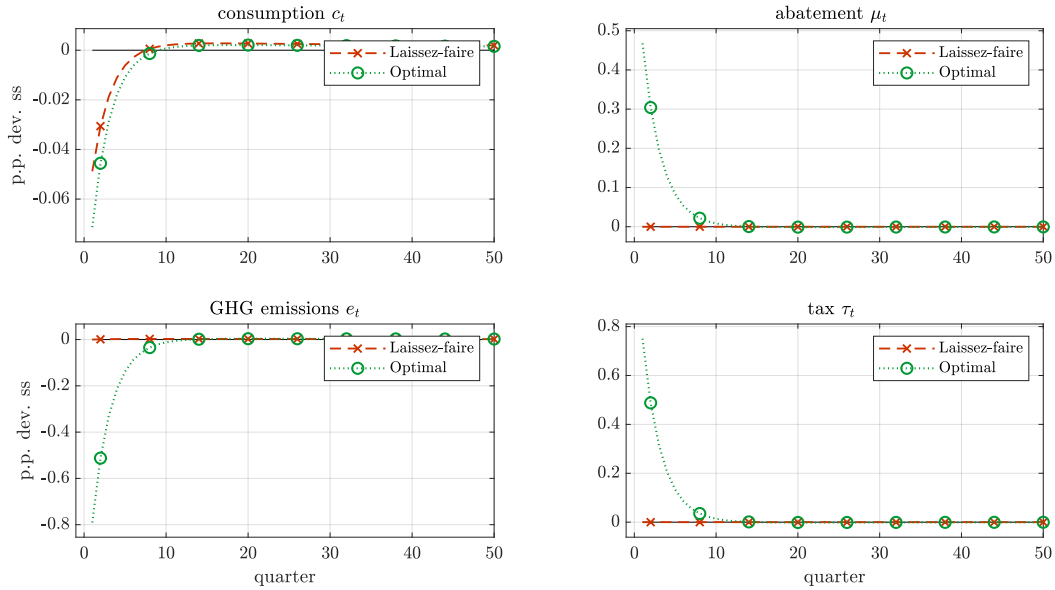 consumption c_t
p.p. dev. ss
0
-0.02
-0.04
-0.06
0 10 20 30 40 50
Laissez-faire
Optimal
abatement μ_t
0.5
0.4
0.3
0.2
0.1
0
0 10 20 30 40 50
Laissez-faire
Optimal
GHG emissions e_t
p.p. dev. ss
0
-0.2
-0.4
-0.6
-0.8
0 10 20 30 40 50
quarter
Laissez-faire
Optimal
tax τ_t
0.8
0.6
0.4
0.2
0
0 10 20 30 40 50
quarter
Laissez-faire
Optimal